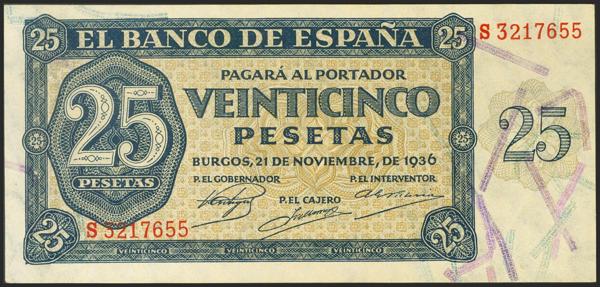 25 EL BANCO DE ESPAÑA 25 S 3217655
PAGARÁ AL PORTADOR
VEINTICINCO
PESETAS
25
PESETAS
25
BURGOS, 21 DE NOVIEMBRE, DE 1936
P. EL GOBERNADOR P. EL INTERVENTOR
P. EL CAJERO
S 3217655
25 VEINTICINCO VEINTICINCO VEINTICINCO 25